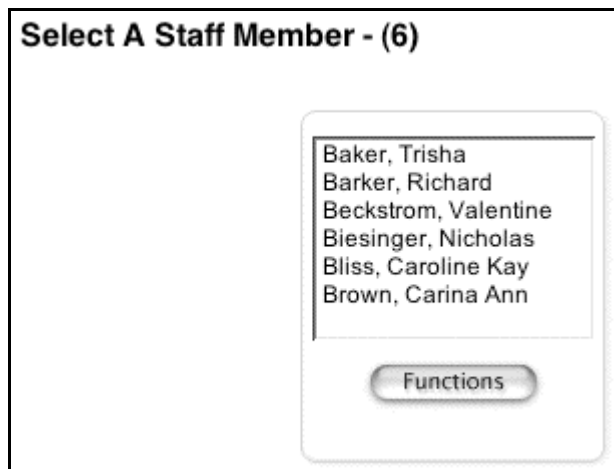 Select A Staff Member - (6)
Baker, Trisha
Barker, Richard
Beckstrom, Valentine
Biesinger, Nicholas
Bliss, Caroline Kay
Brown, Carina Ann
Functions